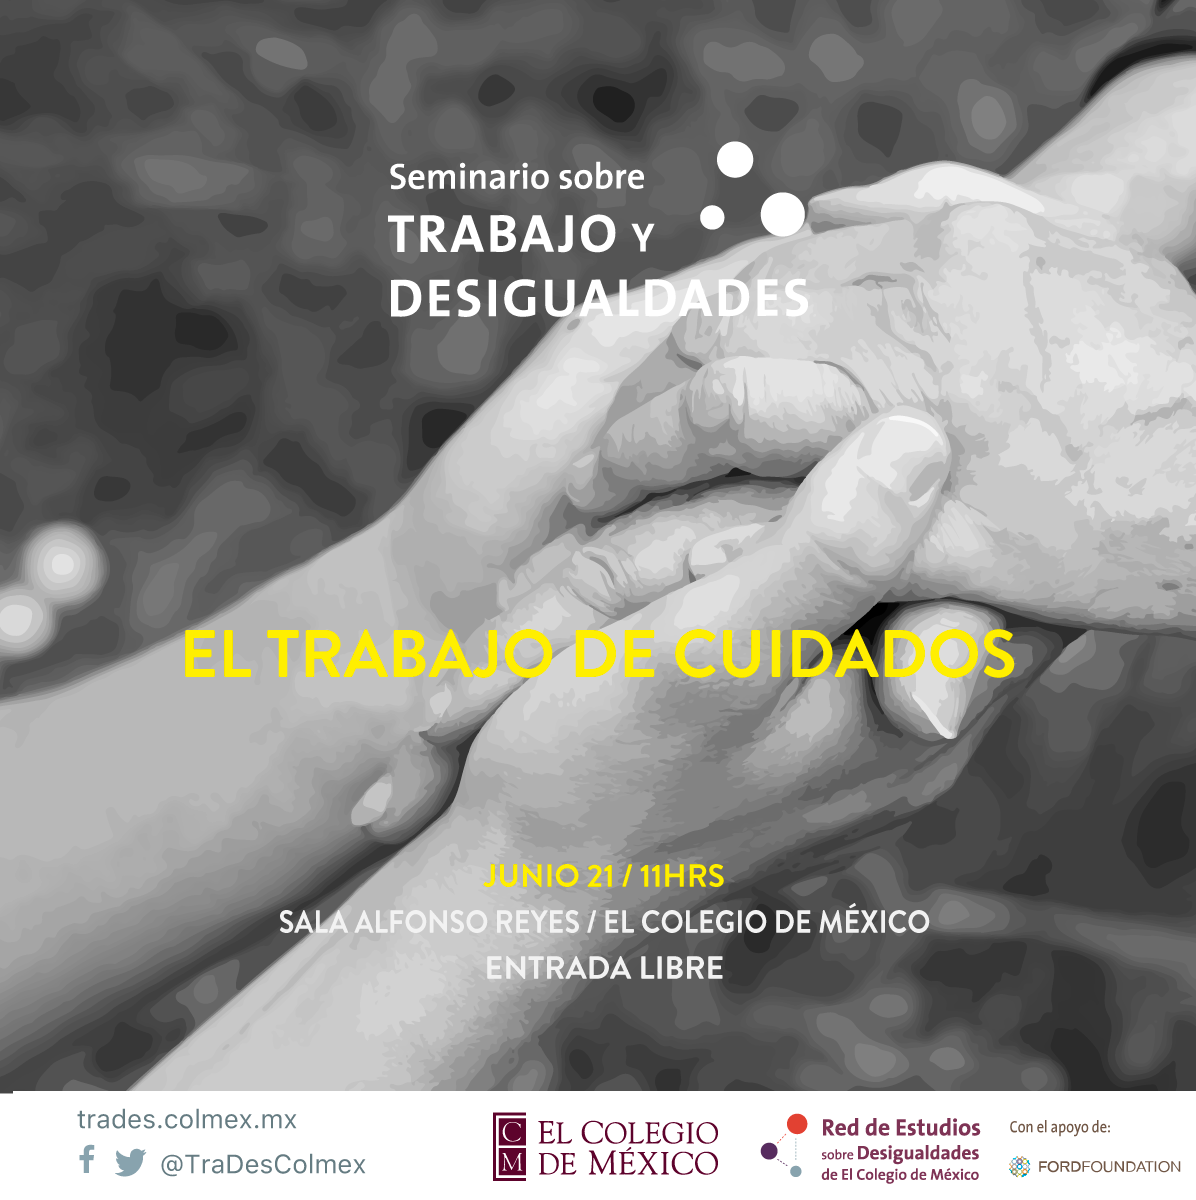 Seminario sobre
TRABAJO Y
DESIGUALDADES
EL TRABAJO DE CUIDADOS
JUNIO 21 / 11HRS
SALA ALFONSO REYES / EL COLEGIO DE MÉXICO
ENTRADA LIBRE
trades.colmex.mx
@TraDesColmex
C
M
EL COLEGIO
DE MÉXICO
Red de Estudios
sobre Desigualdades
de El Colegio de México
Con el apoyo de:
FORDFOUNDATION